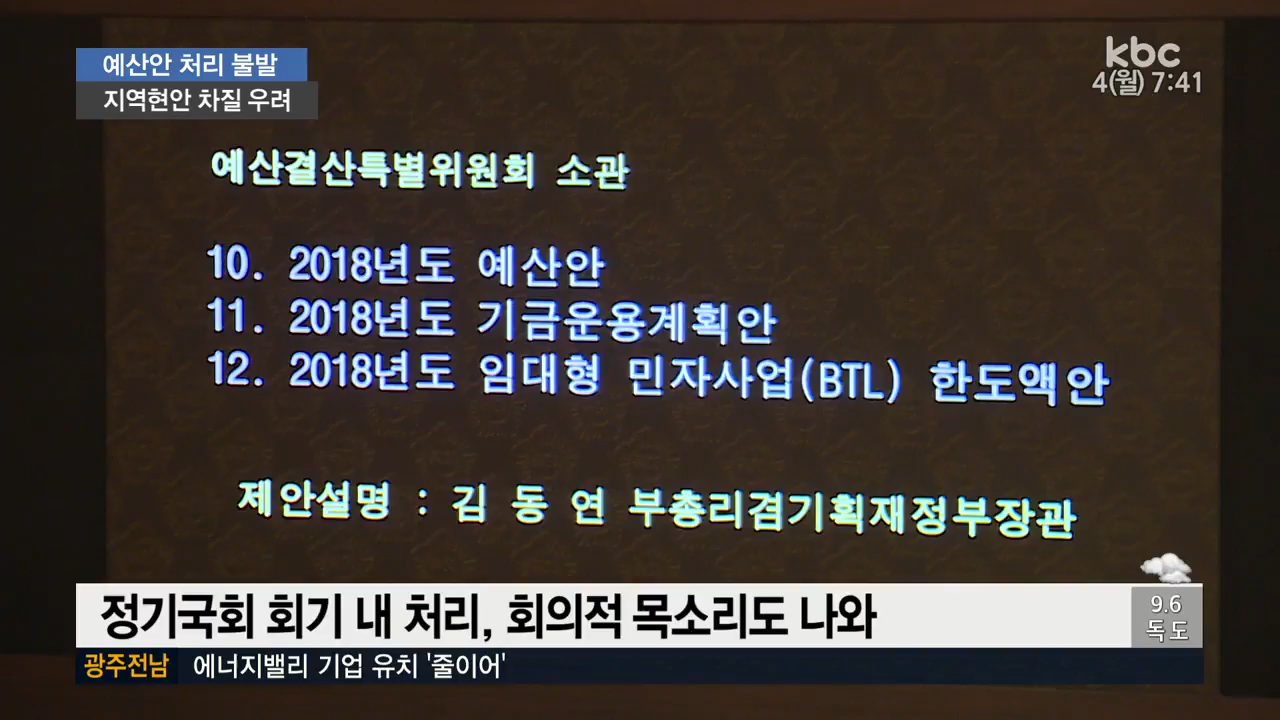 예산안 처리 불발
지역현안 차질 우려
kbc
4(월) 7:41
예산결산특별위원회 소관
10. 2018년도 예산안
11. 2018년도 기금운용계획안
12. 2018년도 임대형 민자사업(BTL) 한도액안
제안설명 : 김 동 연 부총리겸기획재정부장관
정기국회 회기 내 처리, 회의적 목소리도 나와
9.6
독도
광주전남 에너지밸리 기업 유치 '줄이어'